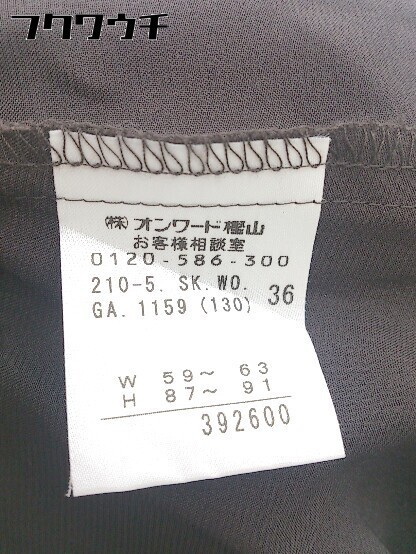 フクワウチ
㈱オンワード樫山
お客様相談室
0120-586-300
210-5. SK.WO.
GA.1159 (130) 36
W 59～ 63
H 87～ 91
392600